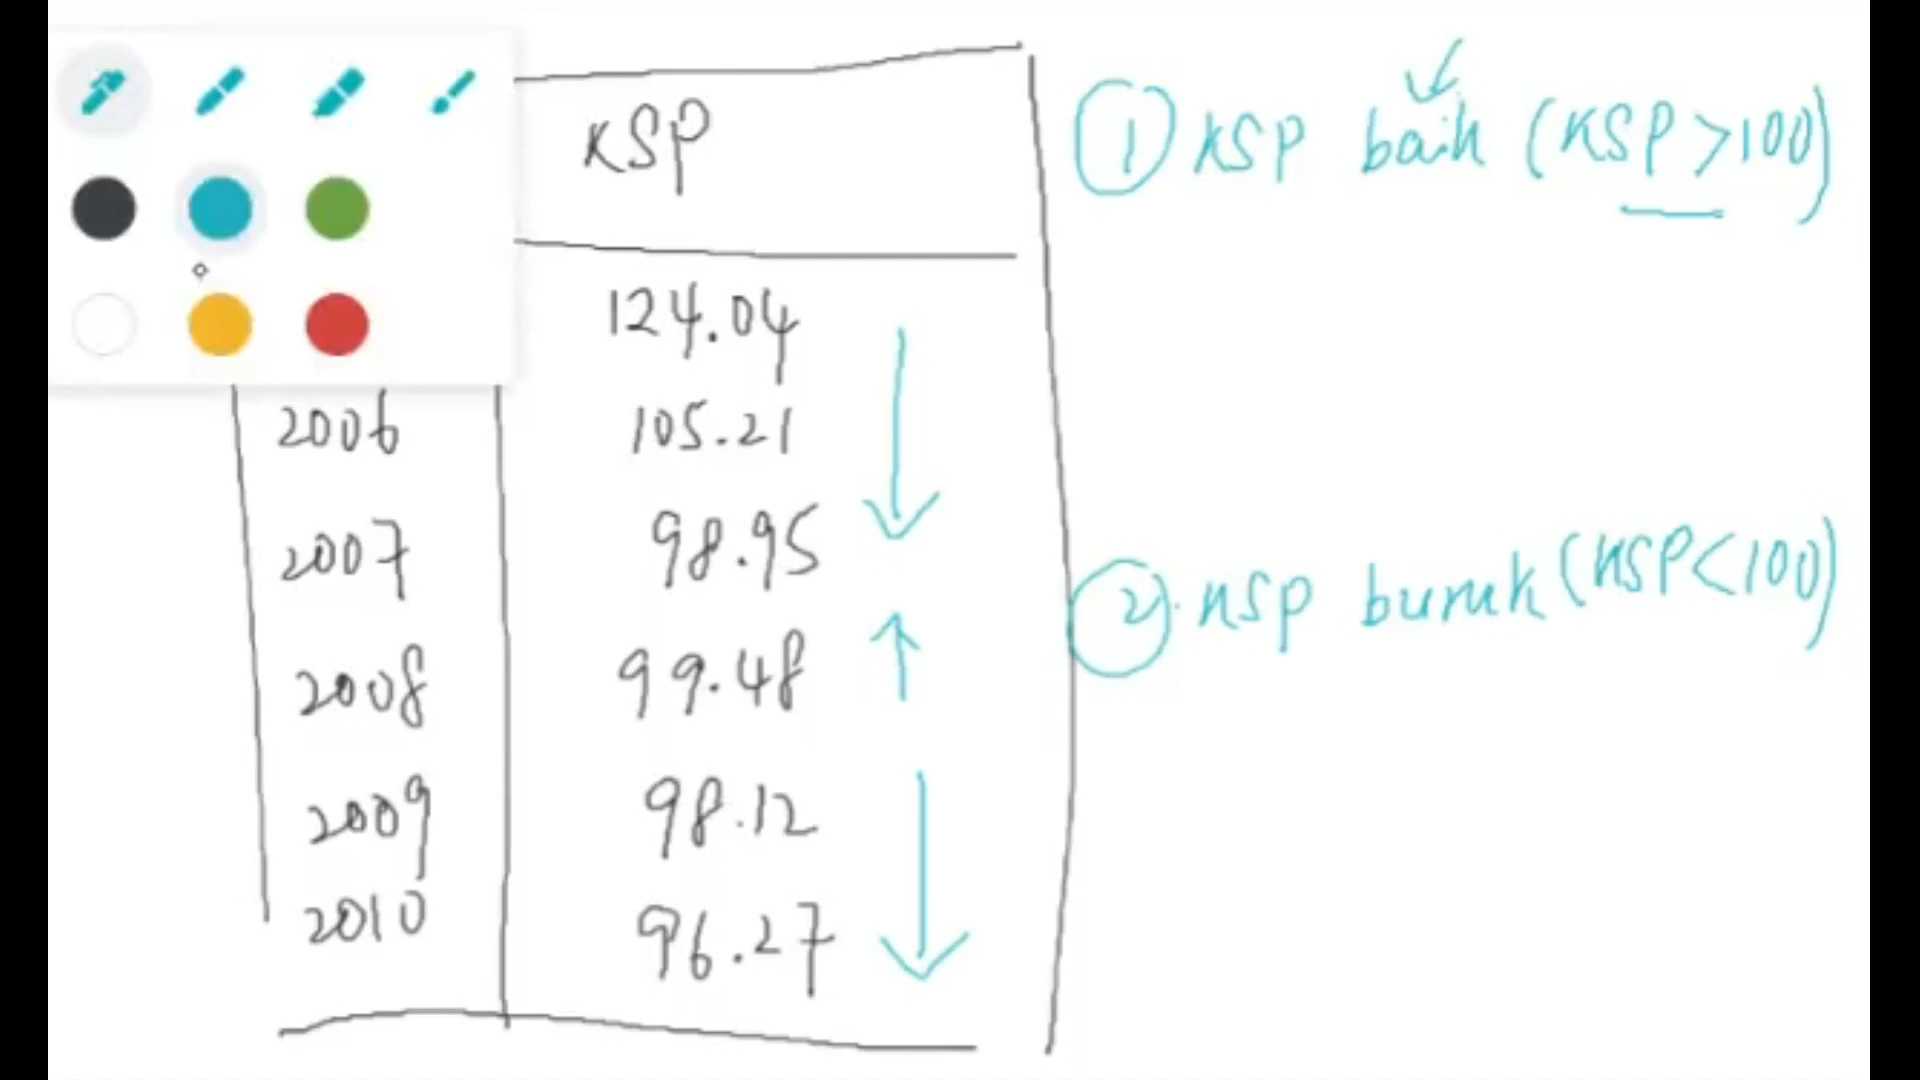 KSP
① KSP baik (KSP > 100)
124.04
2006 105.21
2007 98.95
② KSP buruk (KSP < 100)
2008 99.48
2009 98.12
2010 96.27